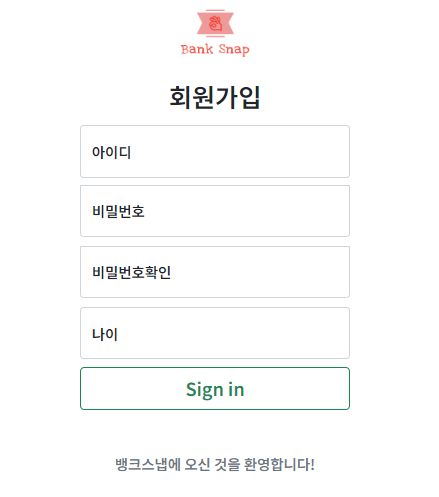 Bank Snap
회원가입
아이디
비밀번호
비밀번호확인
나이
Sign in
뱅크스냅에 오신 것을 환영합니다!